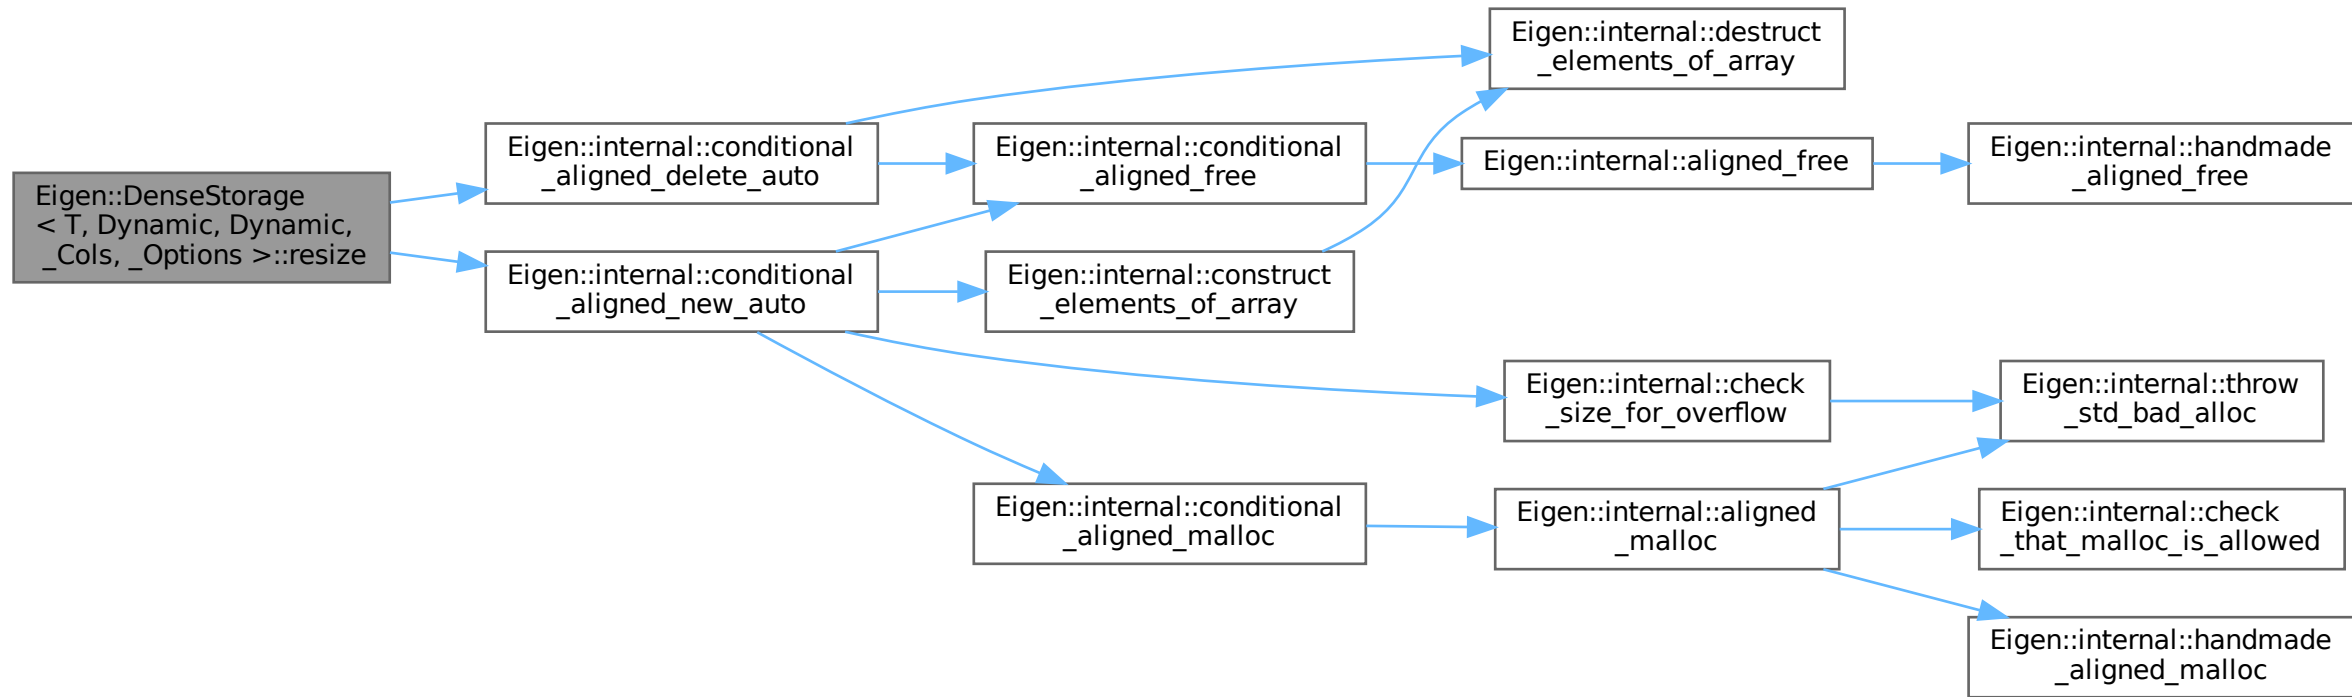 Eigen::DenseStorage
< T, Dynamic, Dynamic,
_Cols, _Options >::resize
Eigen::internal::conditional
_aligned_delete_auto
Eigen::internal::conditional
_aligned_new_auto
Eigen::internal::conditional
_aligned_free
Eigen::internal::construct
_elements_of_array
Eigen::internal::conditional
_aligned_malloc
Eigen::internal::destruct
_elements_of_array
Eigen::internal::aligned_free
Eigen::internal::check
_size_for_overflow
Eigen::internal::aligned
_malloc
Eigen::internal::handmade
_aligned_free
Eigen::internal::throw
_std_bad_alloc
Eigen::internal::check
_that_malloc_is_allowed
Eigen::internal::handmade
_aligned_malloc